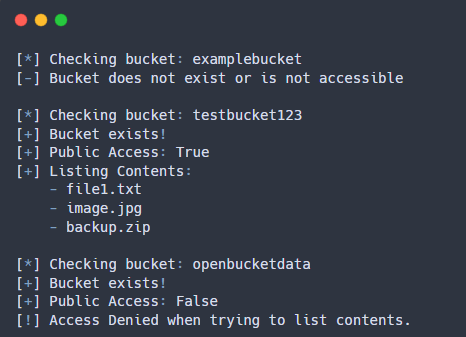 [*] Checking bucket: examplebucket
[-] Bucket does not exist or is not accessible

[*] Checking bucket: testbucket123
[+] Bucket exists!
[+] Public Access: True
[+] Listing Contents:
    - file1.txt
    - image.jpg
    - backup.zip

[*] Checking bucket: openbucketdata
[+] Bucket exists!
[+] Public Access: False
[!] Access Denied when trying to list contents.